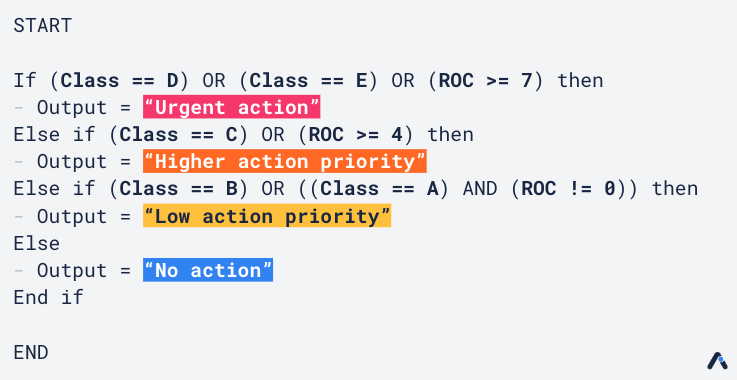 START
If (Class == D) OR (Class == E) OR (ROC >= 7) then
- Output = “Urgent action”
Else if (Class == C) OR (ROC >= 4) then
- Output = “Higher action priority”
Else if (Class == B) OR ((Class == A) AND (ROC != 0)) then
- Output = “Low action priority”
Else
- Output = “No action”
End if
END